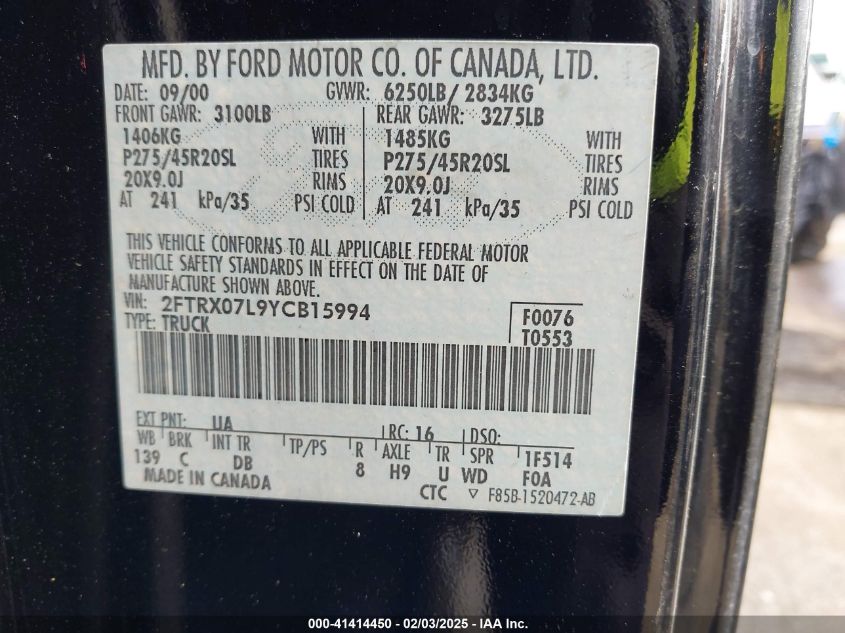 MFD. BY FORD MOTOR CO. OF CANADA, LTD.
DATE: 09/00 GVWR: 6250LB/ 2834KG
FRONT GAWR: 3100LB REAR GAWR: 3275LB
1406KG WITH 1485KG WITH
P275/45R20SL TIRES P275/45R20SL TIRES
20X9.0J RIMS 20X9.0J RIMS
AT 241 kPa/35 PSI COLD AT 241 kPa/35 PSI COLD
THIS VEHICLE CONFORMS TO ALL APPLICABLE FEDERAL MOTOR
VEHICLE SAFETY STANDARDS IN EFFECT ON THE DATE OF
MANUFACTURE SHOWN ABOVE.
VIN: 2FTRX07L9YCB15994 F0076
TYPE: TRUCK T0553
EXT PNT: UA RC: 16 DSO:
WB BRK INT TR TP/PS R AXLE TR SPR 1F514
139 C DB 8 H9 U WD F0A
MADE IN CANADA CTC ▽ F85B-1520472-AB
000-41414450 - 02/03/2025 - IAA Inc.